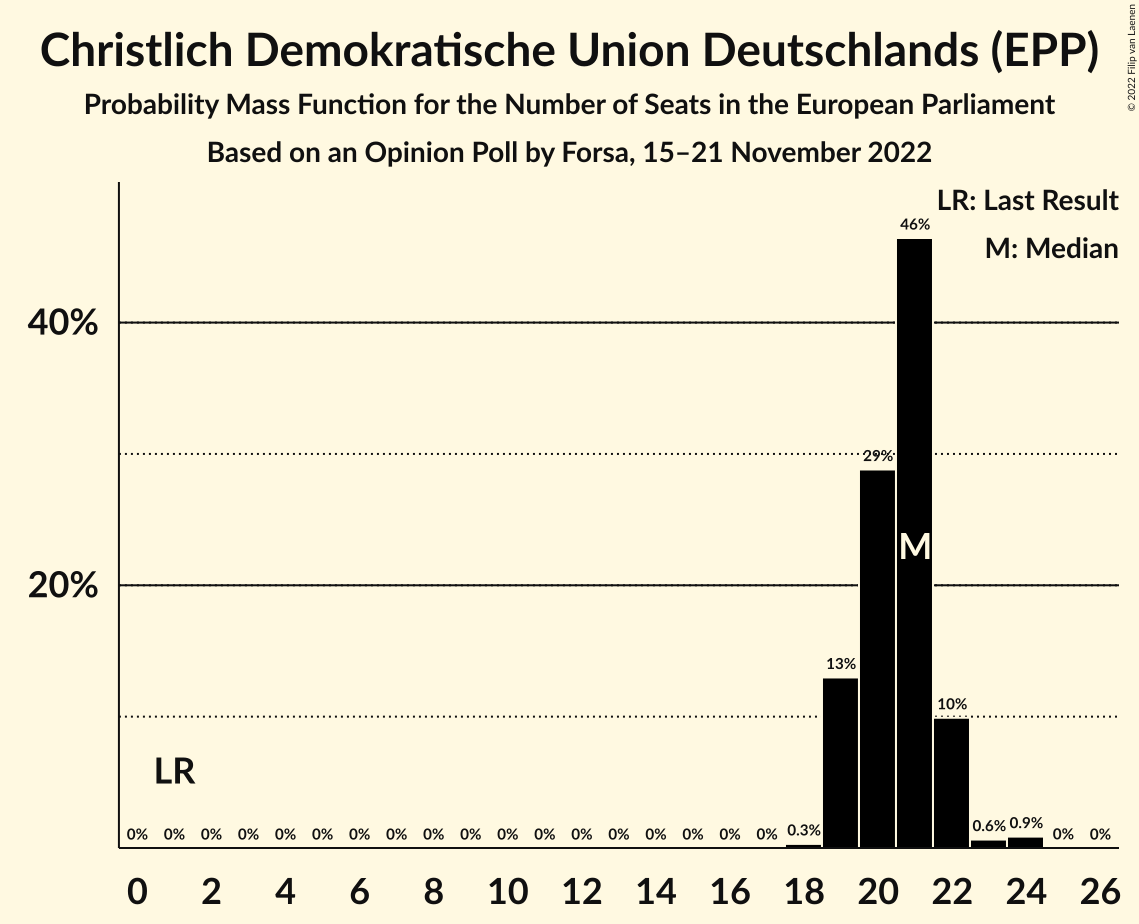 Christlich Demokratische Union Deutschlands (EPP)
Probability Mass Function for the Number of Seats in the European Parliament
Based on an Opinion Poll by Forsa, 15–21 November 2022
© 2022 Filip van Laenen
LR: Last Result
M: Median
46%
40%
29%
M
20%
13%
10%
LR
0% 0% 0% 0% 0% 0% 0% 0% 0% 0% 0% 0% 0% 0% 0% 0% 0% 0% 0.3% 0.6% 0.9% 0% 0%
0 2 4 6 8 10 12 14 16 18 20 22 24 26